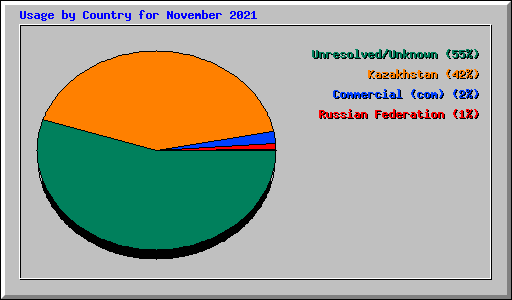 Usage by Country for November 2021
Unresolved/Unknown (55%)
Kazakhstan (42%)
Commercial (com) (2%)
Russian Federation (1%)